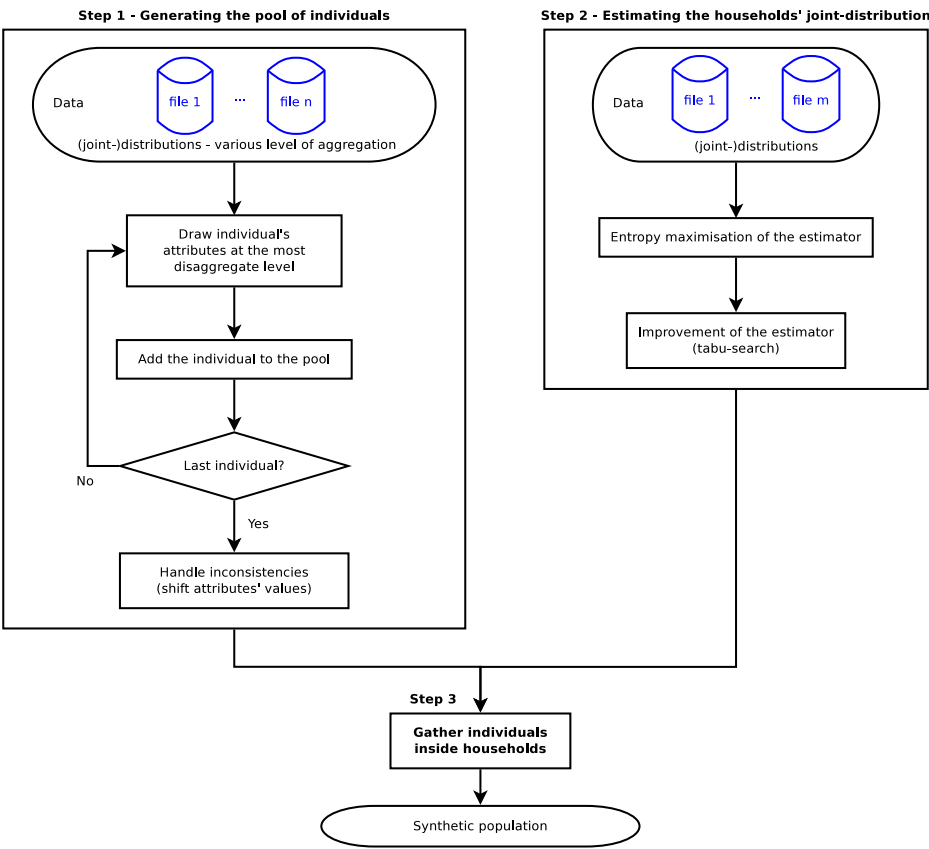 Step 1 - Generating the pool of individuals
Data
file 1
...
file n
(joint-)distributions - various level of aggregation
Draw individual's
attributes at the most
disaggregate level
Add the individual to the pool
Last individual?
No
Yes
Handle inconsistencies
(shift attributes' values)
Step 2 - Estimating the households' joint-distribution
Data
file 1
...
file m
(joint-)distributions
Entropy maximisation of the estimator
Improvement of the estimator
(tabu-search)
Step 3
Gather individuals
inside households
Synthetic population